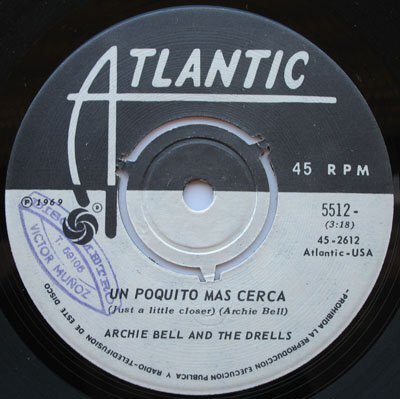 ATLANTIC
45 RPM
℗ 1969
5512-
(3:18)
45-2612
Atlantic-USA
T. 69106
VICTOR MUÑOZ
UN POQUITO MAS CERCA
(Just a little closer) (Archie Bell)
ARCHIE BELL AND THE DRELLS
-PROHIBIDA LA REPRODUCCION EJECUCION PUBLICA Y RADIO-TELEDIFUSION DE ESTE DISCO